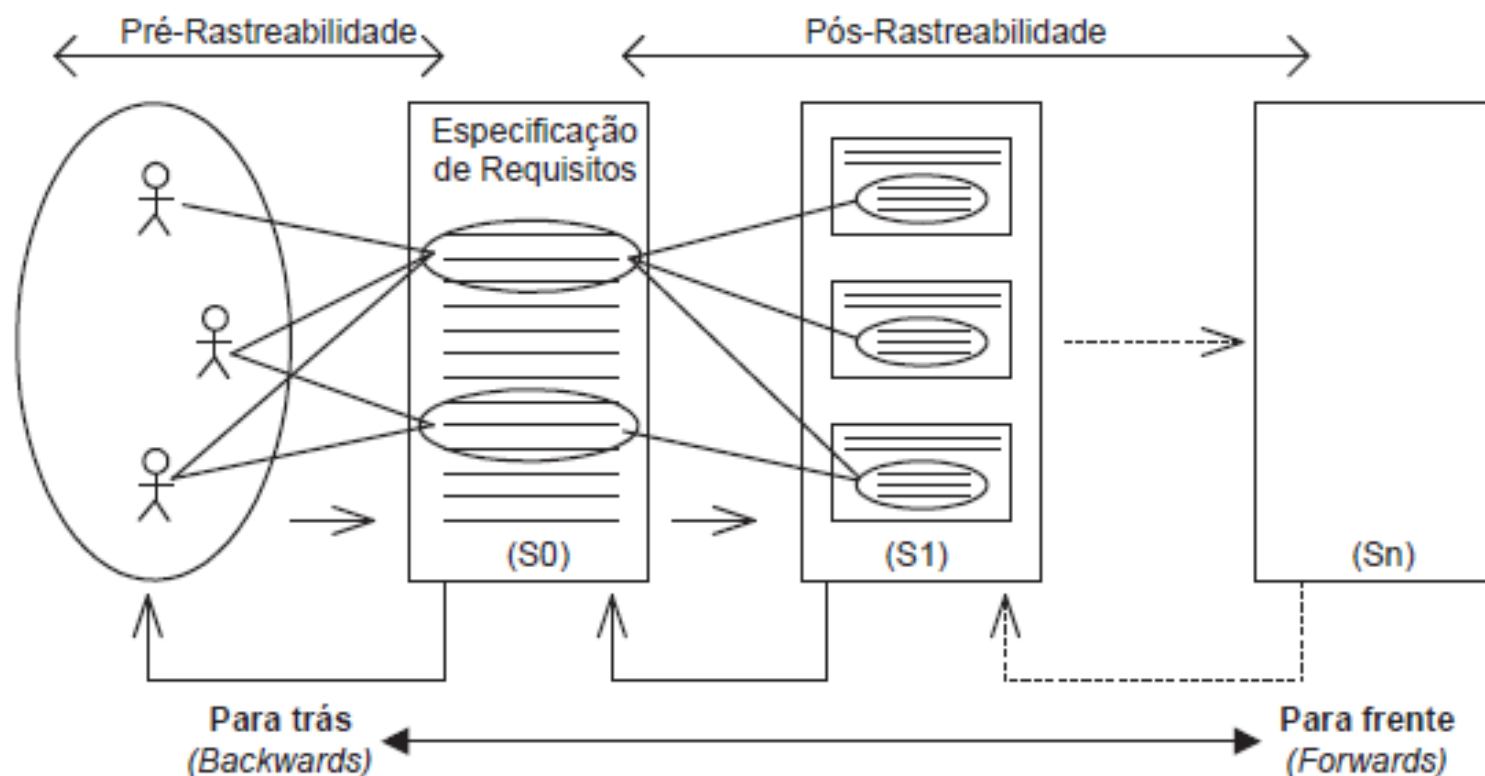 Pré-Rastreabilidade
Pós-Rastreabilidade
Especificação
de Requisitos
(S0)
(S1)
(Sn)
Para trás
(Backwards)
Para frente
(Forwards)